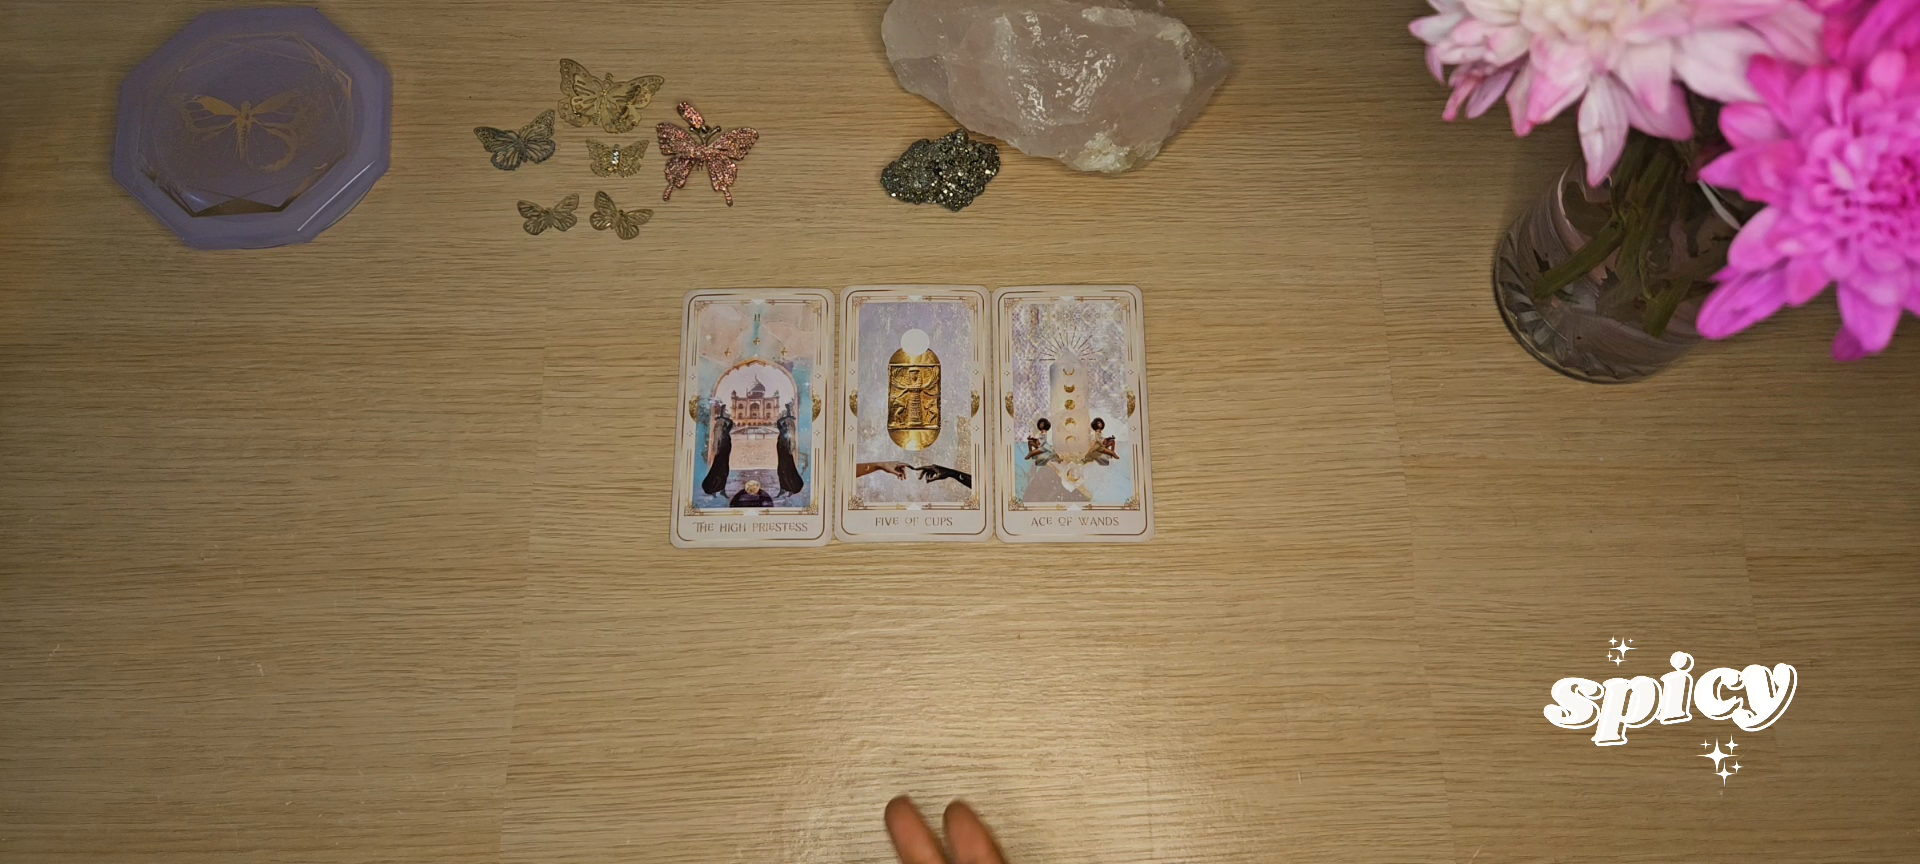 THE HIGH PRIESTESS
FIVE OF CUPS
ACE OF WANDS
spicy